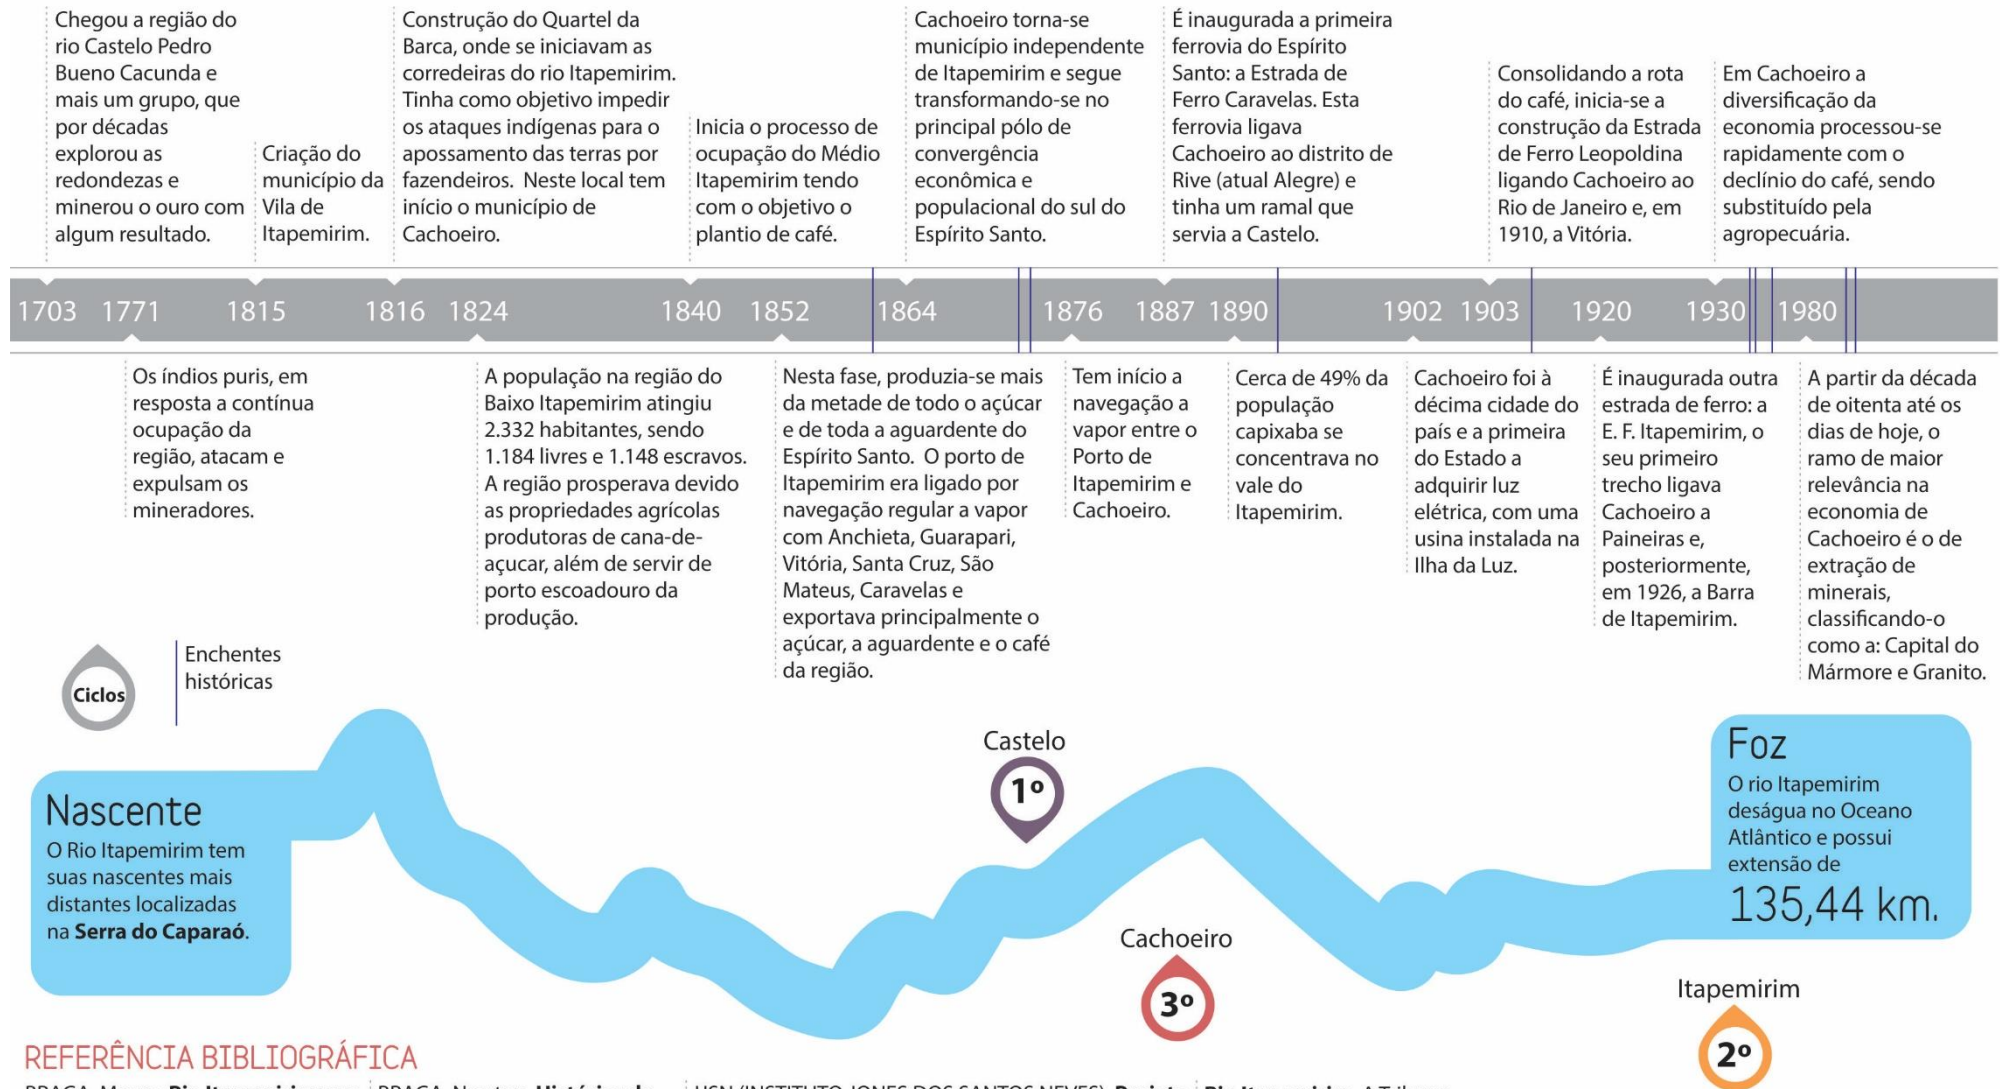 Chegou a região do
rio Castelo Pedro
Bueno Cacunda e
mais um grupo, que
por décadas
explorou as
redondezas e
minerou o ouro com
algum resultado.
Criação do
município da
Vila de
Itapemirim.
Construção do Quartel da
Barca, onde se iniciavam as
corredeiras do rio Itapemirim.
Tinha como objetivo impedir
os ataques indígenas para o
apossamento das terras por
fazendeiros. Neste local tem
início o município de
Cachoeiro.
Inicia o processo de
ocupação do Médio
Itapemirim tendo
com o objetivo o
plantio de café.
Cachoeiro torna-se
município independente
de Itapemirim e segue
transformando-se no
principal pólo de
convergência
econômica e
populacional do sul do
Espírito Santo.
É inaugurada a primeira
ferrovia do Espírito
Santo: a Estrada de
Ferro Caravelas. Esta
ferrovia ligava
Cachoeiro ao distrito de
Rive (atual Alegre) e
tinha um ramal que
servia a Castelo.
Consolidando a rota
do café, inicia-se a
construção da Estrada
de Ferro Leopoldina
ligando Cachoeiro ao
Rio de Janeiro e, em
1910, a Vitória.
Em Cachoeiro a
diversificação da
economia processou-se
rapidamente com o
declínio do café, sendo
substituído pela
agropecuária.
1703 1771 1815 1816 1824 1840 1852 1864 1876 1887 1890 1902 1903 1920 1930 1980
Os índios puris, em
resposta a contínua
ocupação da
região, atacam e
expulsam os
mineradores.
A população na região do
Baixo Itapemirim atingiu
2.332 habitantes, sendo
1.184 livres e 1.148 escravos.
A região prosperava devido
as propriedades agrícolas
produtoras de cana-de-
açucar, além de servir de
porto escoadouro da
produção.
Nesta fase, produzia-se mais
da metade de todo o açúcar
e de toda a aguardente do
Espírito Santo. O porto de
Itapemirim era ligado por
navegação regular a vapor
com Anchieta, Guarapari,
Vitória, Santa Cruz, São
Mateus, Caravelas e
exportava principalmente o
açúcar, a aguardente e o café
da região.
Tem início a
navegação a
vapor entre o
Porto de
Itapemirim e
Cachoeiro.
Cerca de 49% da
população
capixaba se
concentrava no
vale do
Itapemirim.
Cachoeiro foi à
décima cidade do
país e a primeira
do Estado a
adquirir luz
elétrica, com uma
usina instalada na
Ilha da Luz.
É inaugurada outra
estrada de ferro: a
E. F. Itapemirim, o
seu primeiro
trecho ligava
Cachoeiro a
Paineiras e,
posteriormente,
em 1926, a Barra
de Itapemirim.
A partir da década
de oitenta até os
dias de hoje, o
ramo de maior
relevância na
economia de
Cachoeiro é o de
extração de
minerais,
classificando-o
como a: Capital do
Mármore e Granito.
Ciclos
Enchentes
históricas
Nascente
O Rio Itapemirim tem
suas nascentes mais
distantes localizadas
na Serra do Caparaó.
Castelo
1º
Cachoeiro
3º
Foz
O rio Itapemirim
deságua no Oceano
Atlântico e possui
extensão de
135,44 km.
Itapemirim
2º
REFERÊNCIA BIBLIOGRÁFICA